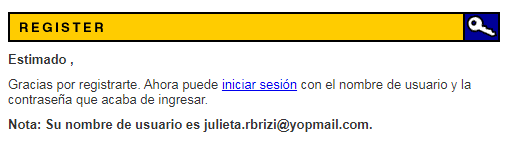 REGISTER
Estimado ,
Gracias por registrarte. Ahora puede iniciar sesión con el nombre de usuario y la
contraseña que acaba de ingresar.
Nota: Su nombre de usuario es julieta.rbrizi@yopmail.com.